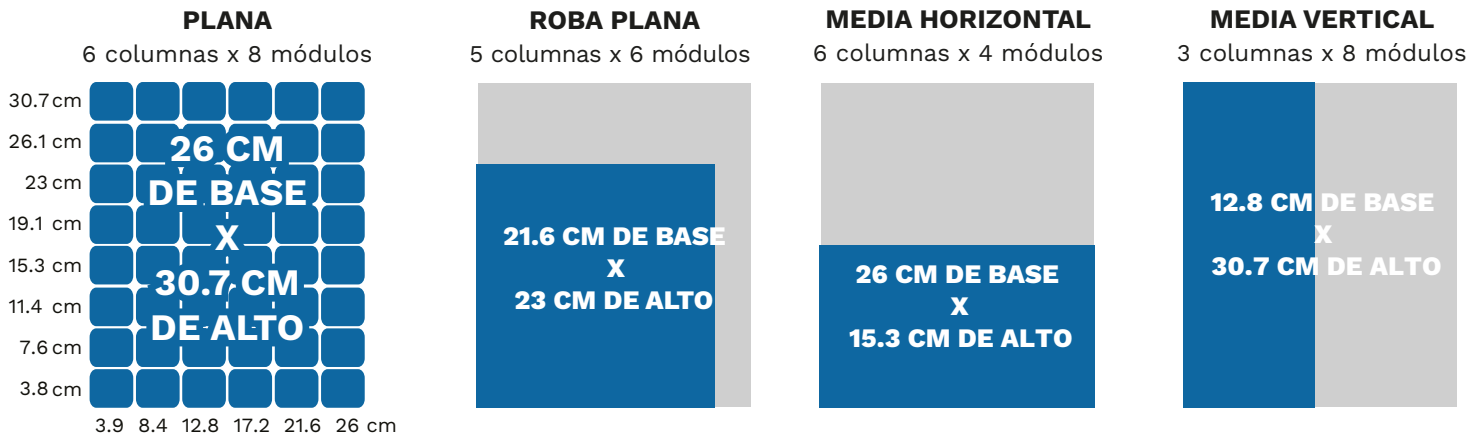 PLANA
6 columnas x 8 módulos
30.7 cm
26.1 cm
23 cm
19.1 cm
15.3 cm
11.4 cm
7.6 cm
3.8 cm
26 CM
DE BASE
X
30.7 CM
DE ALTO
3.9 8.4 12.8 17.2 21.6 26 cm
ROBA PLANA
5 columnas x 6 módulos
21.6 CM DE BASE
X
23 CM DE ALTO
MEDIA HORIZONTAL
6 columnas x 4 módulos
26 CM DE BASE
X
15.3 CM DE ALTO
MEDIA VERTICAL
3 columnas x 8 módulos
12.8 CM DE BASE
X
30.7 CM DE ALTO